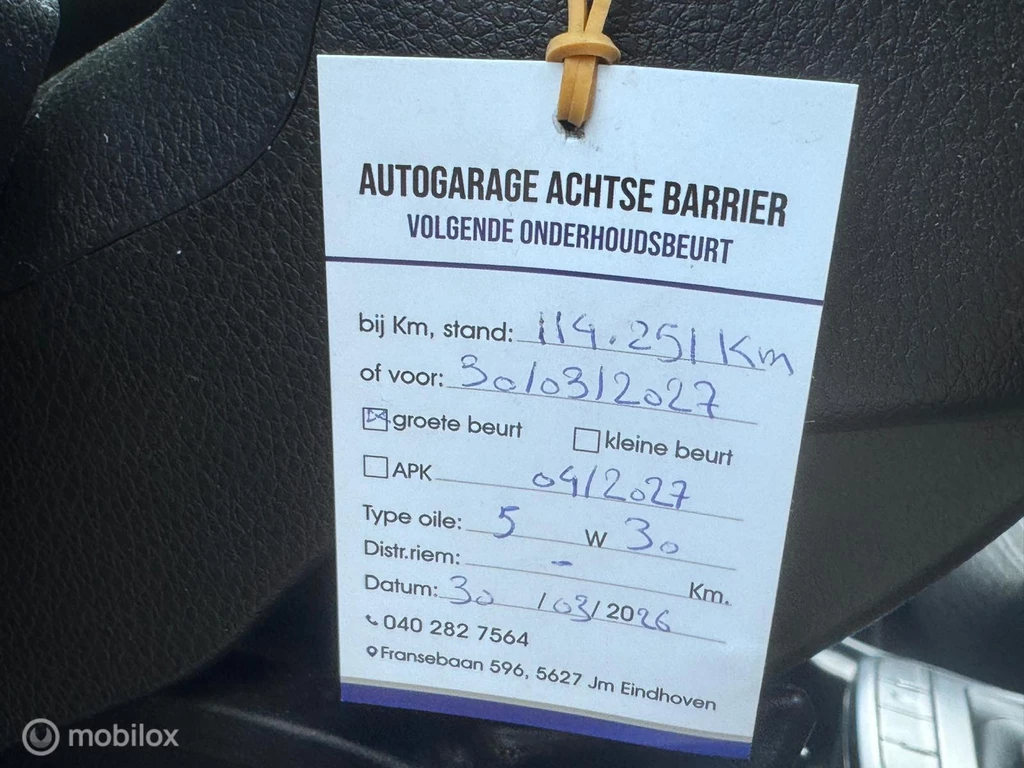 AUTOGARAGE ACHTSE BARRIER
VOLGENDE ONDERHOUDSBEURT
bij Km, stand: 114.251 Km
of voor: 30/03/2027
groete beurt kleine beurt
APK 04/2027
Type oile: 5 W 30
Distr.riem: - Km.
Datum: 30 /03/2026
040 282 7564
Fransebaan 596, 5627 Jm Eindhoven
mobilox